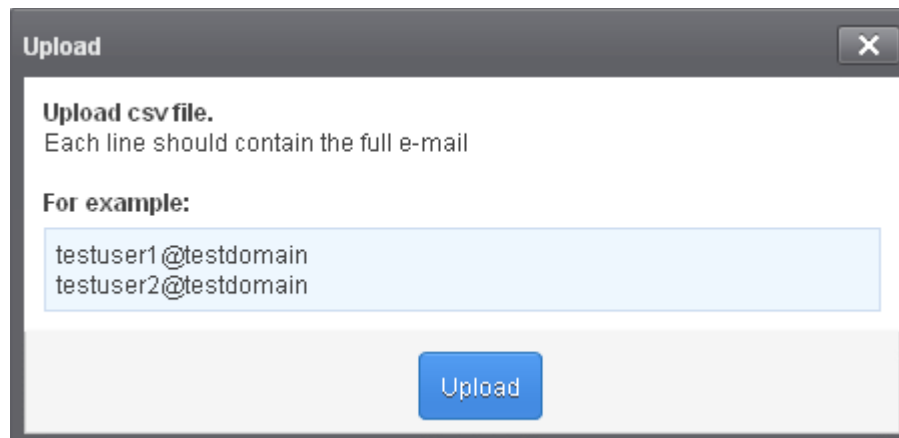 Upload
Upload csv file.
Each line should contain the full e-mail
For example:
testuser1@testdomain
testuser2@testdomain
Upload